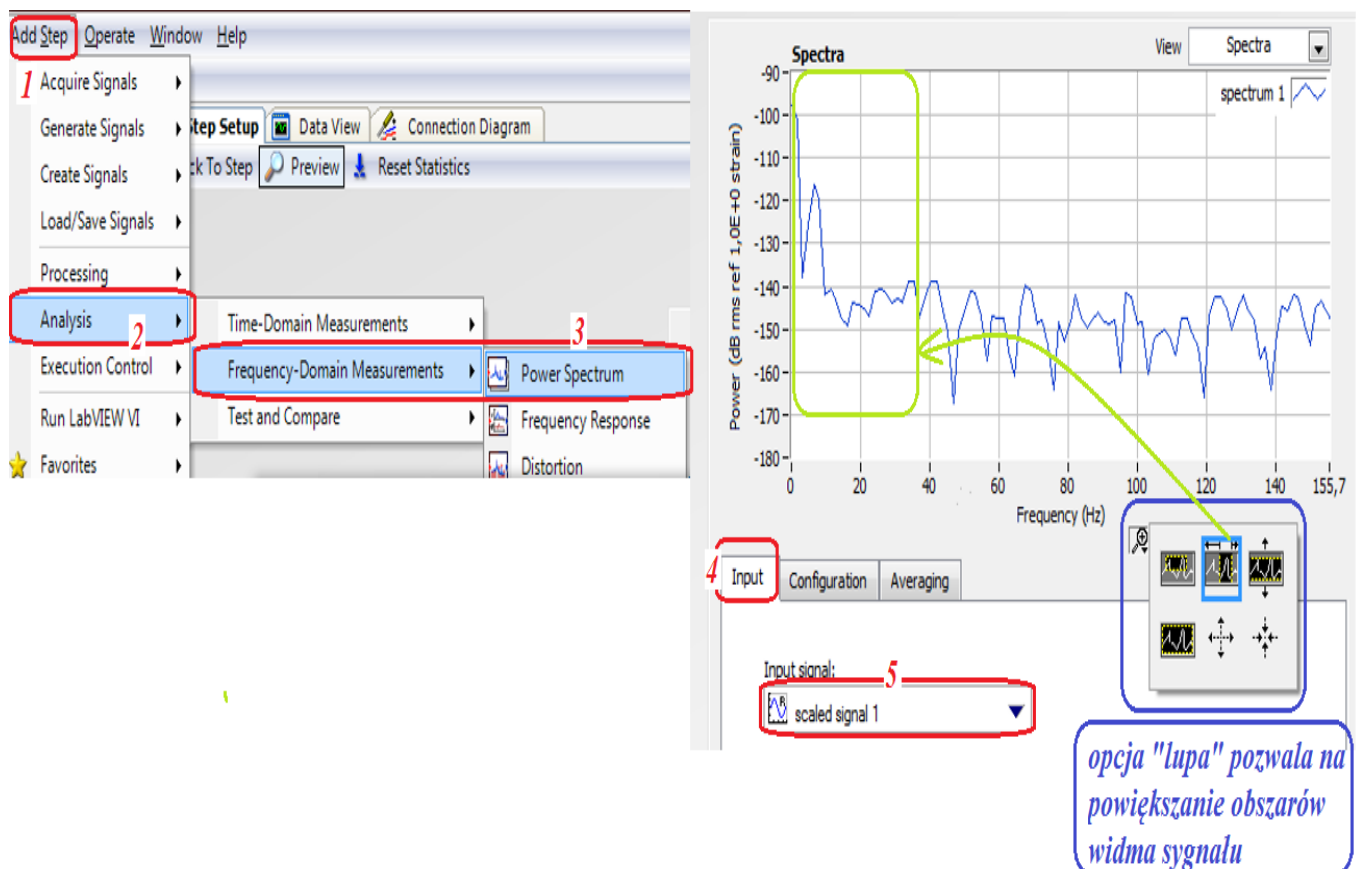 Add Step Operate Window Help
1
Acquire Signals
Generate Signals
Create Signals
Load/Save Signals
Processing
Analysis
2
Execution Control
Run LabVIEW VI
Favorites
Step Setup Data View Connection Diagram
ck To Step Preview Reset Statistics
Time-Domain Measurements
Frequency-Domain Measurements
Test and Compare
3
Power Spectrum
Frequency Response
Distortion
Spectra
View Spectra
spectrum 1
Power (dB rms ref 1,0E+0 strain)
-90
-100
-110
-120
-130
-140
-150
-160
-170
-180
0 20 40 60 80 100 120 140 155,7
Frequency (Hz)
4
Input Configuration Averaging
Input signal:
5
R
scaled signal 1
opcja "lupa" pozwala na
powiększanie obszarów
widma sygnału